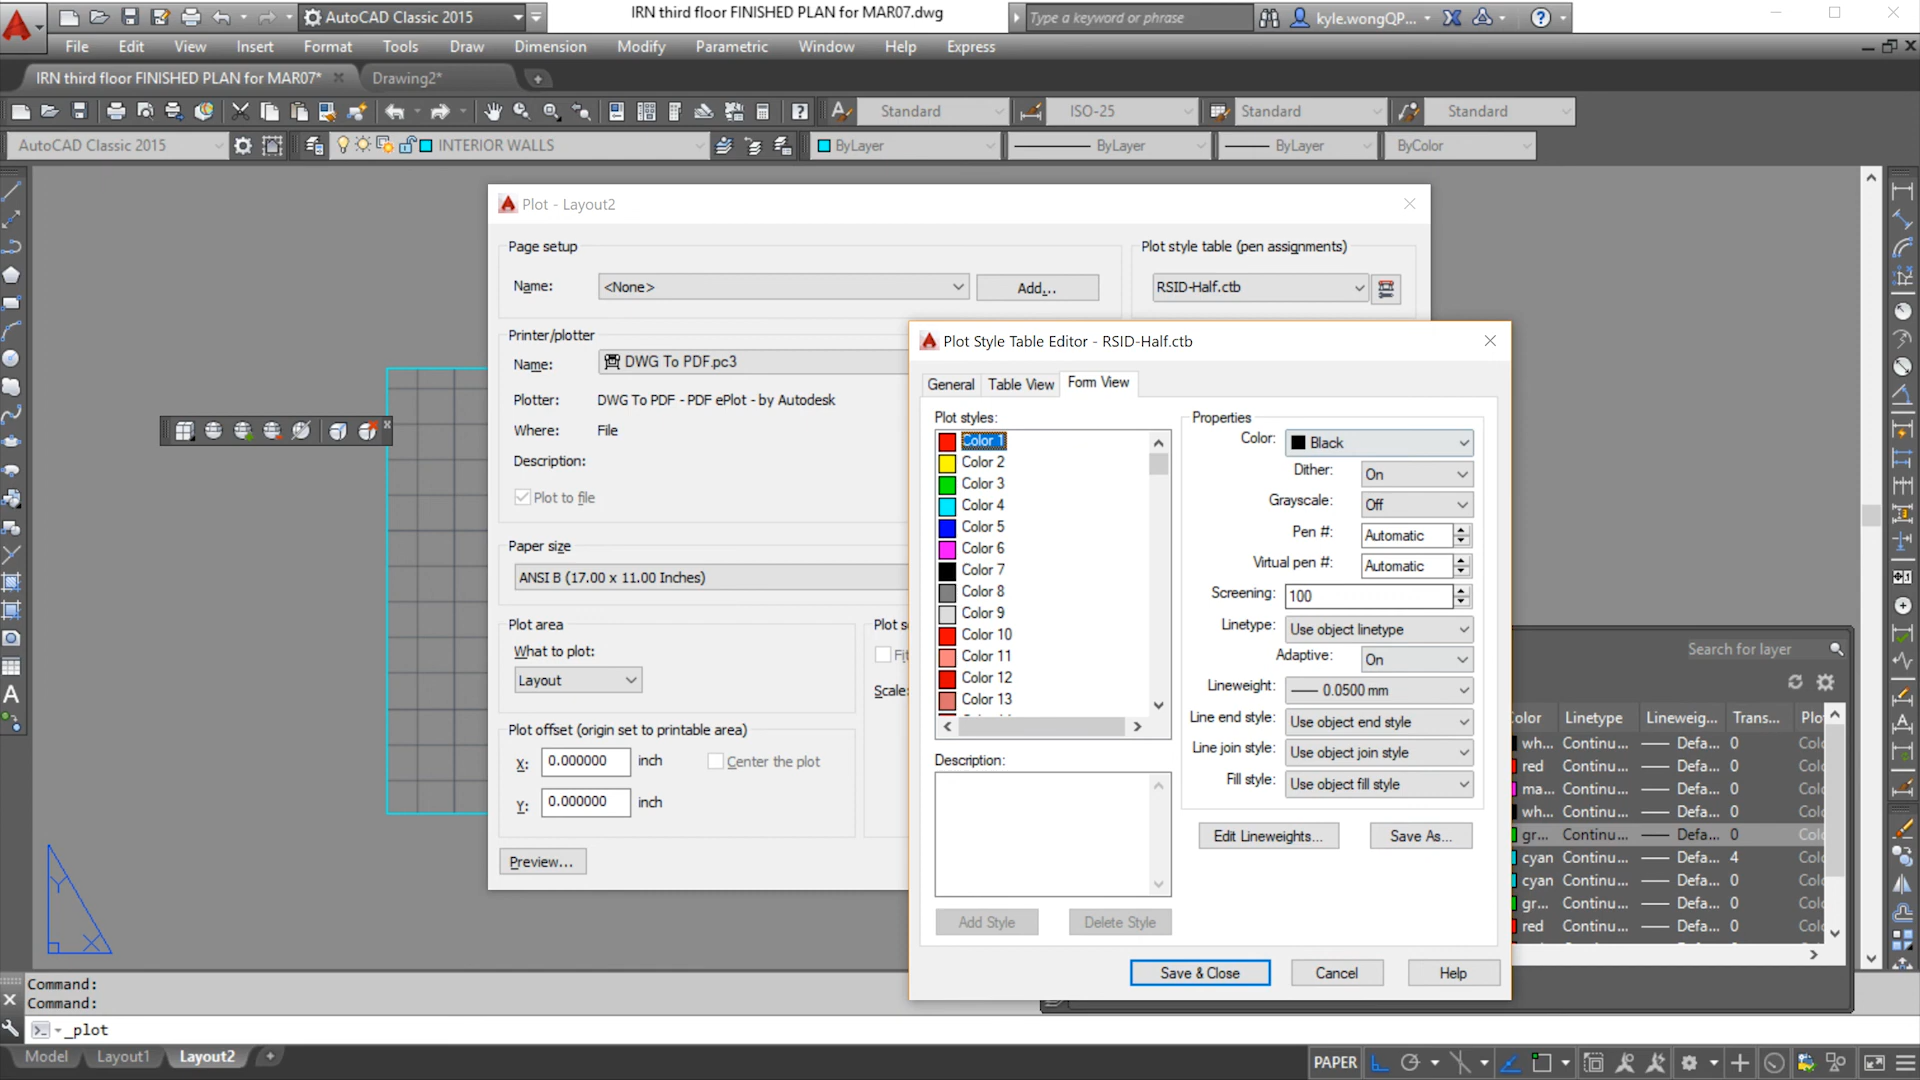 AutoCAD Classic 2015
IRN third floor FINISHED PLAN for MAR07.dwg
Type a keyword or phrase
kyle.wongQP...
File Edit View Insert Format Tools Draw Dimension Modify Parametric Window Help Express
IRN third floor FINISHED PLAN for MAR07*
Drawing2*
Standard
ISO-25
Standard
Standard
AutoCAD Classic 2015
INTERIOR WALLS
ByLayer
ByLayer
ByLayer
ByColor
Plot - Layout2
Page setup
Name:
<None>
Add...
Plot style table (pen assignments)
RSID-Half.ctb
Printer/plotter
Name:
DWG To PDF.pc3
Plotter:
DWG To PDF - PDF ePlot - by Autodesk
Where:
File
Description:
Plot to file
Paper size
ANSI B (17.00 x 11.00 Inches)
Plot area
What to plot:
Layout
Plot s
Fit
Scale:
Plot offset (origin set to printable area)
X:
0.000000
inch
Center the plot
Y:
0.000000
inch
Preview...
Plot Style Table Editor - RSID-Half.ctb
General
Table View
Form View
Plot styles:
Color 1
Color 2
Color 3
Color 4
Color 5
Color 6
Color 7
Color 8
Color 9
Color 10
Color 11
Color 12
Color 13
Description:
Add Style
Delete Style
Properties
Color: Black
Dither: On
Grayscale: Off
Pen #: Automatic
Virtual pen #: Automatic
Screening: 100
Linetype: Use object linetype
Adaptive: On
Lineweight: 0.0500 mm
Line end style: Use object end style
Line join style: Use object join style
Fill style: Use object fill style
Edit Lineweights...
Save As...
Save & Close
Cancel
Help
Search for layer
olor Linetype Lineweig... Trans... Plo
wh... Continu... Defa... 0 Colo
red Continu... Defa... 0 Colo
ma... Continu... Defa... 0 Colo
wh... Continu... Defa... 0 Colo
gr... Continu... Defa... 0 Colo
cyan Continu... Defa... 4 Colo
cyan Continu... Defa... 0 Colo
gr... Continu... Defa... 0 Colo
red Continu... Defa... 0 Colo
Y
X
Command:
Command:
_plot
Model
Layout1
Layout2
PAPER